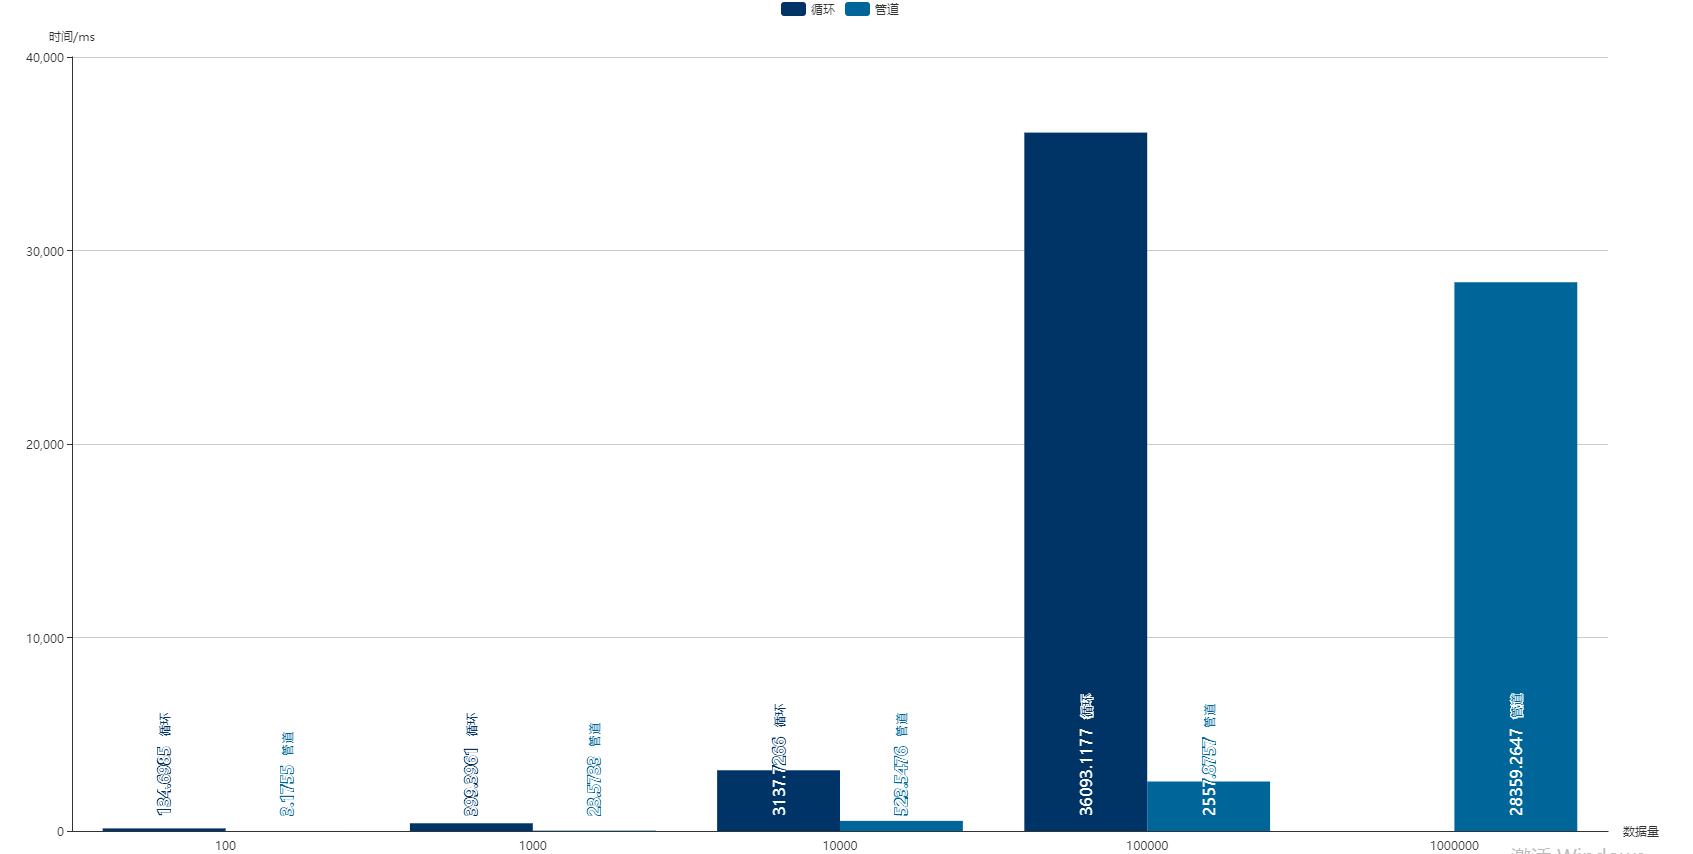 循环 管道
时间/ms
40,000
30,000
20,000
10,000
0
134.6985 循环
3.1755 管道
399.3961 循环
23.5733 管道
3137.7266 循环
523.5476 管道
36093.1177 循环
2557.8757 管道
28359.2647 管道
100
1000
10000
100000
1000000
数据量
激活 Windows